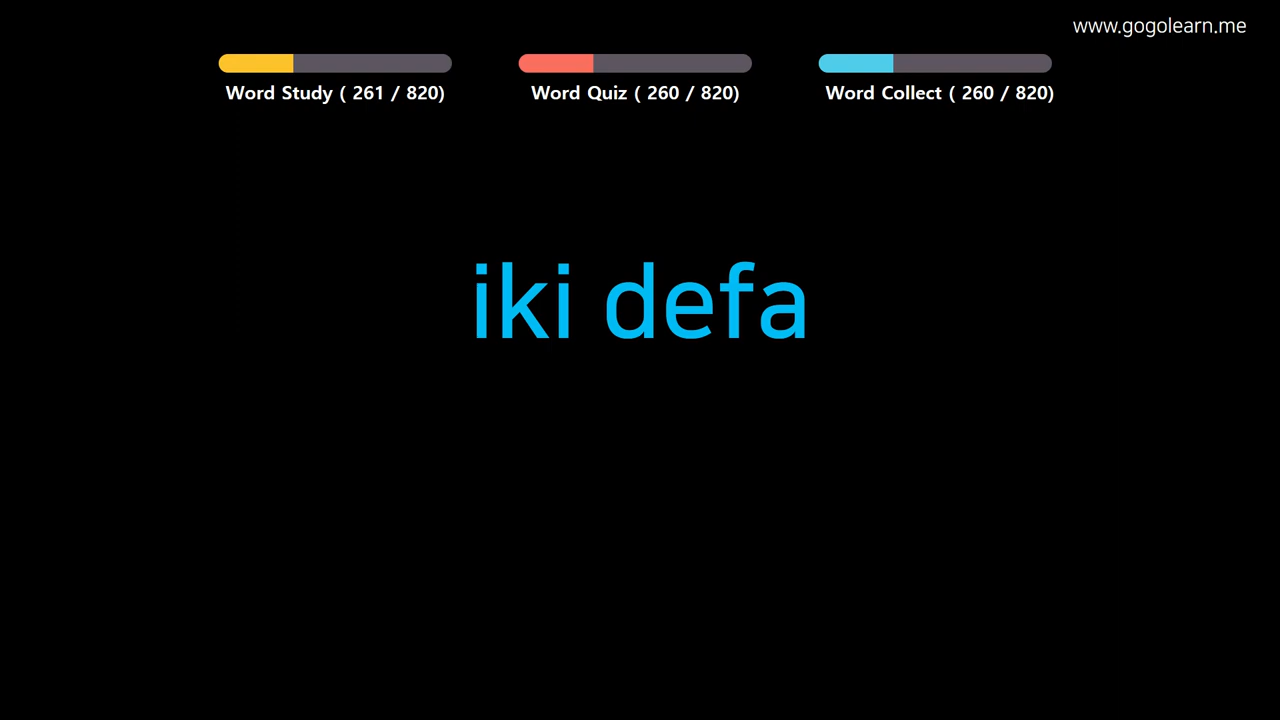 www.gogolearn.me
Word Study ( 261 / 820)
Word Quiz ( 260 / 820)
Word Collect ( 260 / 820)
iki defa